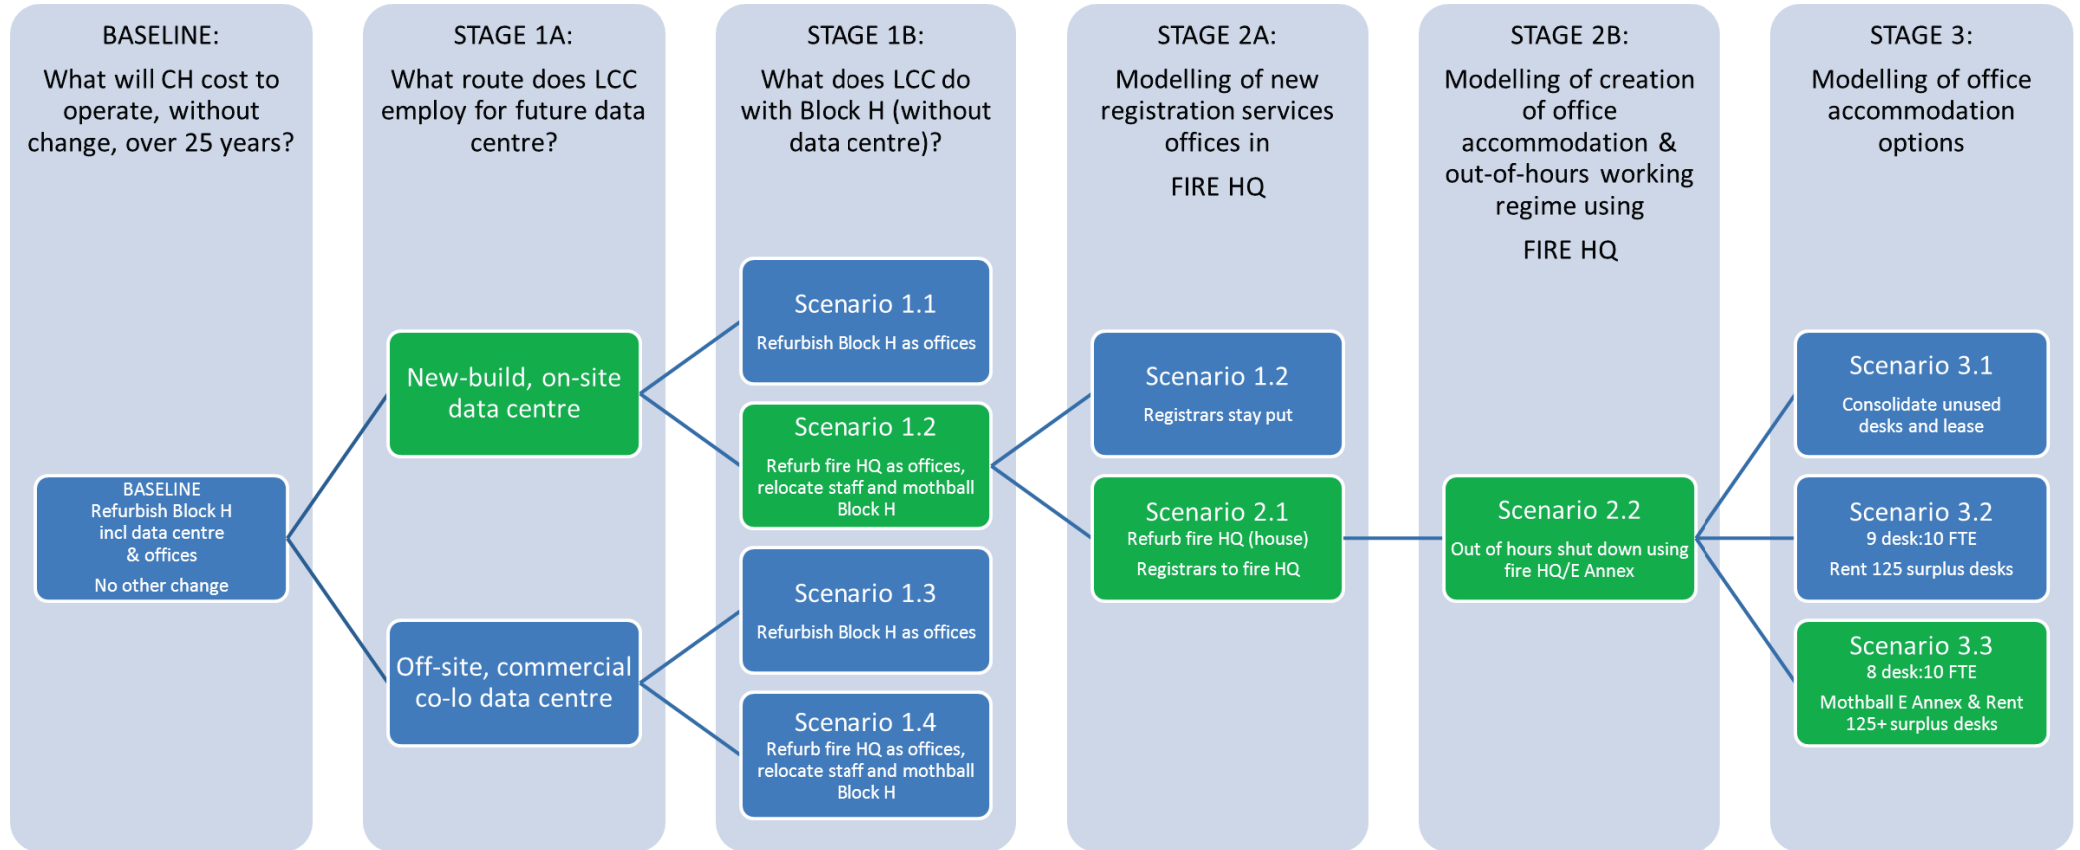 BASELINE:
What will CH cost to
operate, without
change, over 25 years?
BASELINE
Refurbish Block H
incl data centre
& offices
No other change
STAGE 1A:
What route does LCC
employ for future data
centre?
New-build, on-site
data centre
Off-site, commercial
co-lo data centre
STAGE 1B:
What does LCC do
with Block H (without
data centre)?
Scenario 1.1
Refurbish Block H as offices
Scenario 1.2
Refurb fire HQ as offices,
relocate staff and mothball
Block H
Scenario 1.3
Refurbish Block H as offices
Scenario 1.4
Refurb fire HQ as offices,
relocate staff and mothball
Block H
STAGE 2A:
Modelling of new
registration services
offices in
FIRE HQ
Scenario 1.2
Registrars stay put
Scenario 2.1
Refurb fire HQ (house)
Registrars to fire HQ
STAGE 2B:
Modelling of creation
of office
accommodation &
out-of-hours working
regime using
FIRE HQ
Scenario 2.2
Out of hours shut down using
fire HQ/E Annex
STAGE 3:
Modelling of office
accommodation
options
Scenario 3.1
Consolidate unused
desks and lease
Scenario 3.2
9 desk:10 FTE
Rent 125 surplus desks
Scenario 3.3
8 desk:10 FTE
Mothball E Annex & Rent
125+ surplus desks